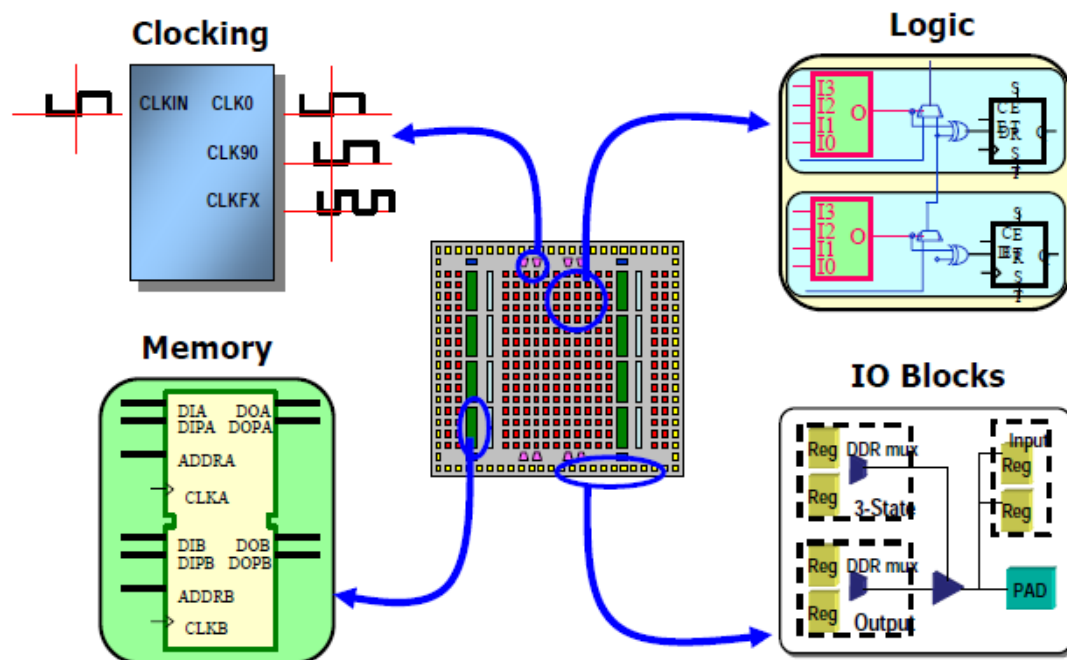 Clocking
CLKIN CLK0
CLK90
CLKFX
Logic
I3
I2
I1
I0
O
S
CE
R
S
T
I3
I2
I1
I0
O
S
CE
R
S
T
Memory
DIA DOA
DIPA DOPA
ADDRA
CLKA
DIB DOB
DIPB DOPB
ADDRB
CLKB
IO Blocks
Reg DDR mux
Reg
3-State
Input
Reg
Reg
Reg DDR mux
Reg
Output
PAD